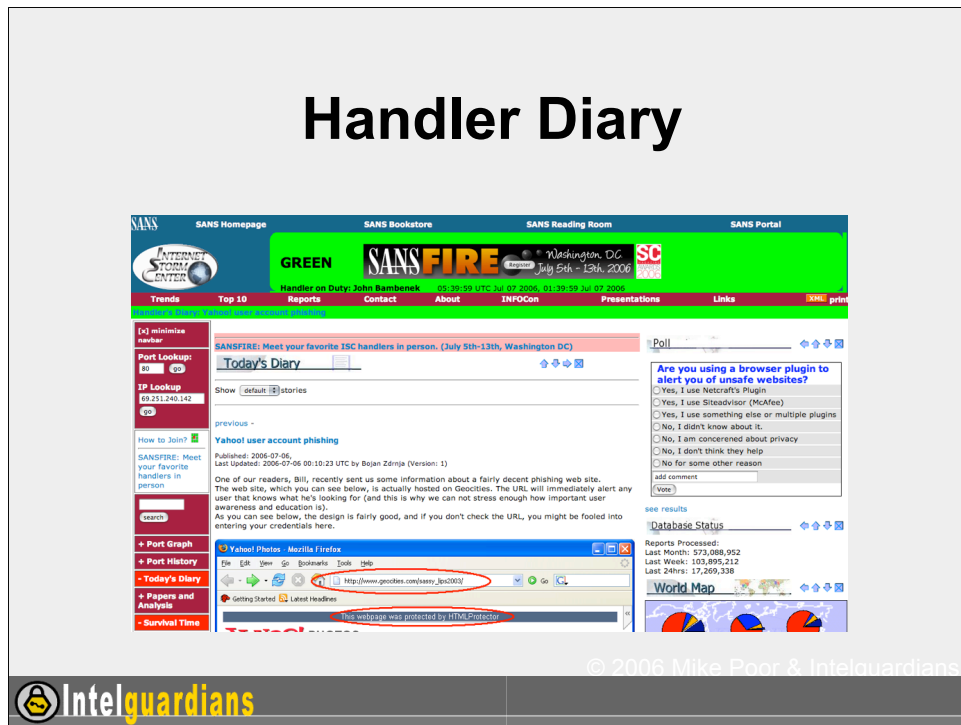 Handler Diary
SANS
SANS Homepage
SANS Bookstore
SANS Reading Room
SANS Portal
INTERNET
STORM
CENTER
GREEN
SANS FIRE
Register
Washington DC
July 5th - 13th, 2006
SC
Handler on Duty: John Bambenek
05:39:59 UTC Jul 07 2006, 01:39:59 Jul 07 2006
Trends
Top 10
Reports
Contact
About
INFOCon
Presentations
Links
XML
print
Handler's Diary: Yahoo! user account phishing
[x] minimize
navbar
Port Lookup:
80
go
IP Lookup
69.251.240.142
go
How to Join?
SANSFIRE: Meet
your favorite
handlers in
person
search
+ Port Graph
+ Port History
- Today's Diary
+ Papers and
Analysis
- Survival Time
SANSFIRE: Meet your favorite ISC handlers in person. (July 5th-13th, Washington DC)
Today's Diary
Show default stories
previous -
Yahoo! user account phishing
Published: 2006-07-06,
Last Updated: 2006-07-06 00:10:23 UTC by Bojan Zdrnja (Version: 1)
One of our readers, Bill, recently sent us some information about a fairly decent phishing web site.
The web site, which you can see below, is actually hosted on Geocities. The URL will immediately alert any
user that knows what he's looking for (and this is why we can not stress enough how important user
awareness and education is).
As you can see below, the design is fairly good, and if you don't check the URL, you might be fooled into
entering your credentials here.
Yahoo! Photos - Mozilla Firefox
File Edit View Go Bookmarks Tools Help
http://www.geocities.com/sassy_lips2003/
Go
G
Getting Started
Latest Headlines
This webpage was protected by HTMLProtector
Poll
Are you using a browser plugin to
alert you of unsafe websites?
Yes, I use Netcraft's Plugin
Yes, I use Siteadvisor (McAfee)
Yes, I use something else or multiple plugins
No, I didn't know about it.
No, I am concerened about privacy
No, I don't think they help
No for some other reason
add comment
Vote
see results
Database Status
Reports Processed:
Last Month: 573,088,952
Last Week: 103,895,212
Last 24hrs: 17,269,338
World Map
© 2006 Mike Poor & Intelguardians
Intelguardians